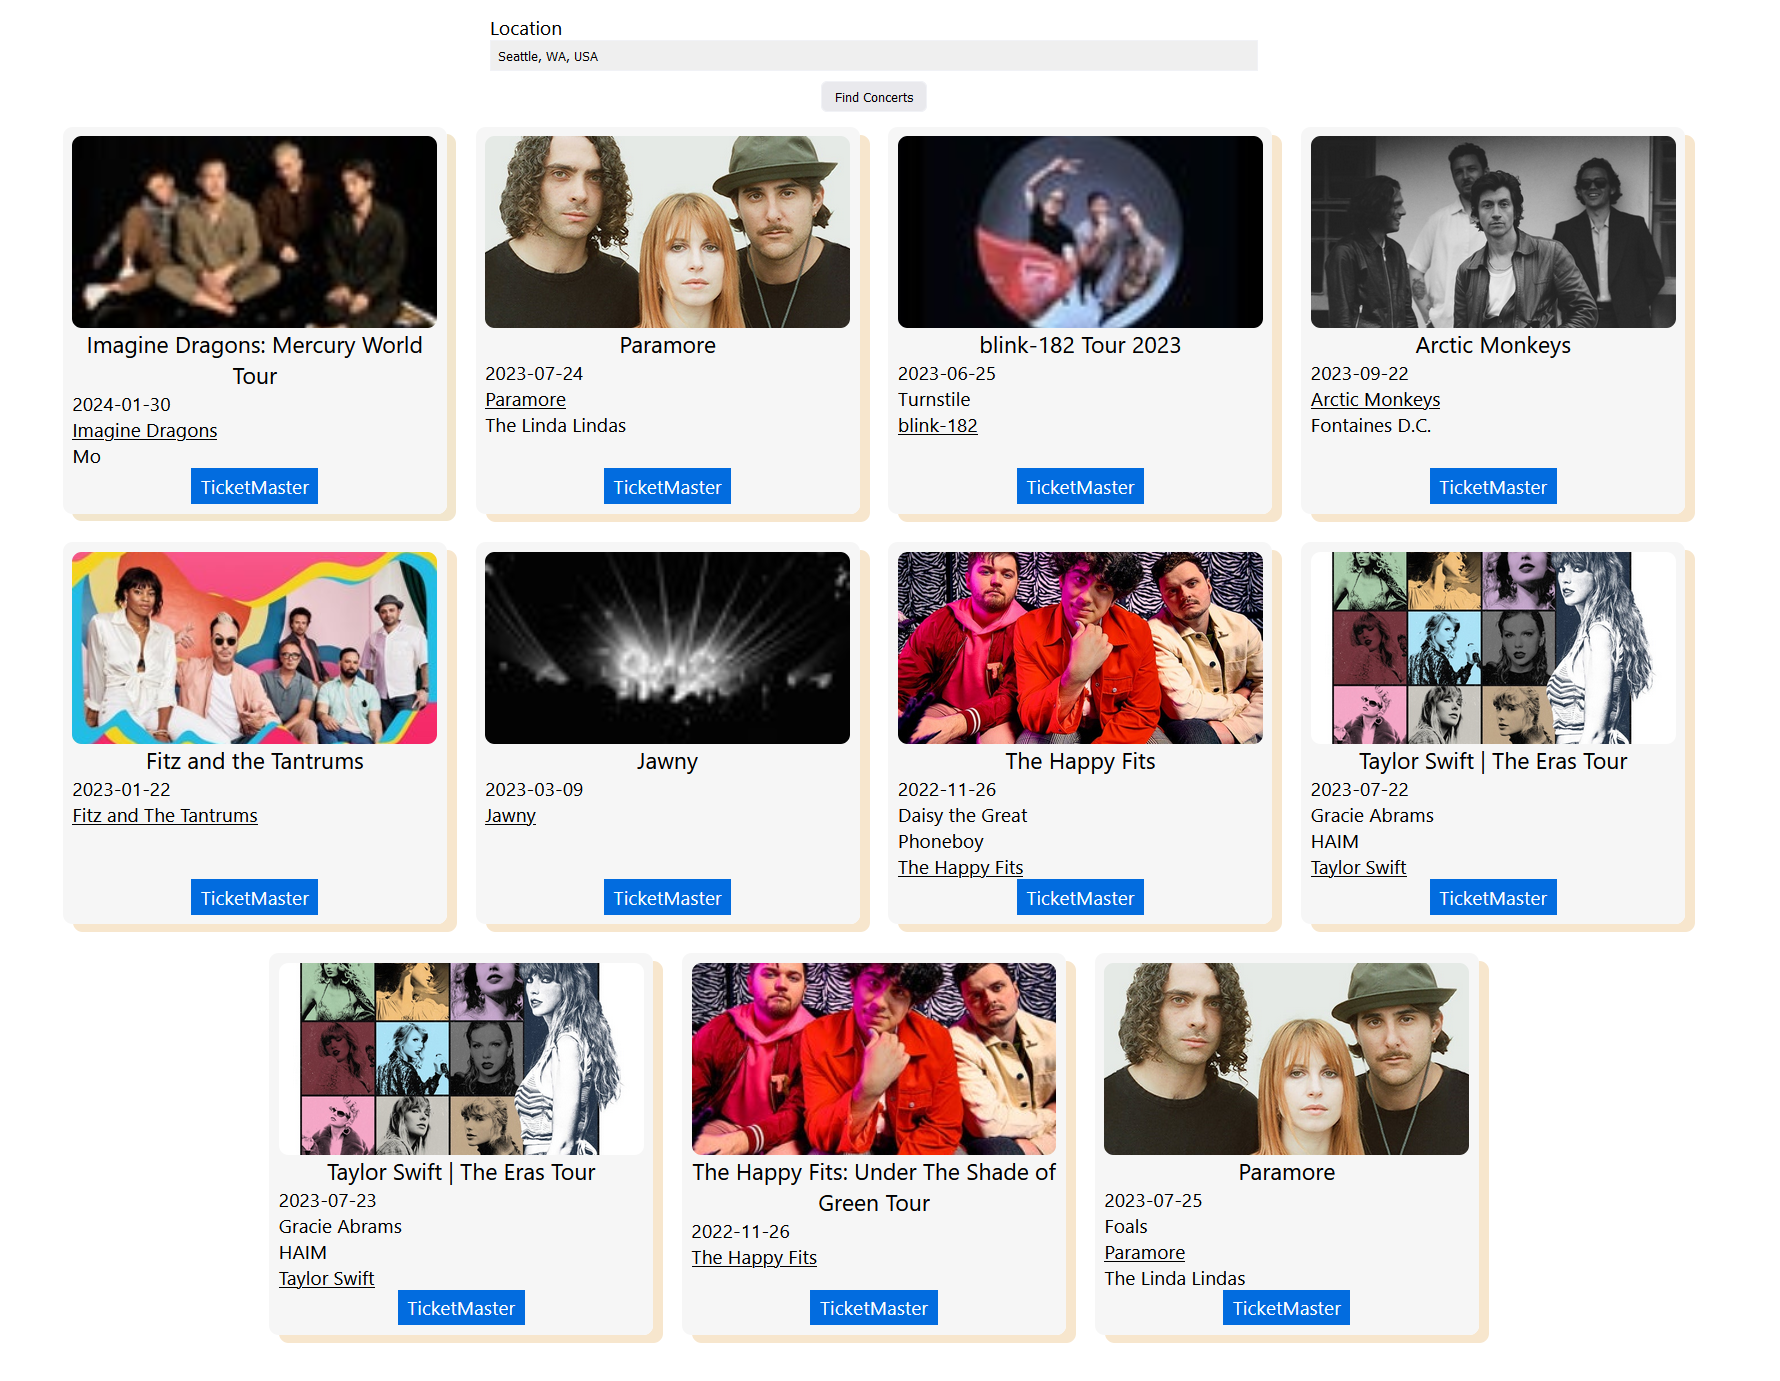 Location
Seattle, WA, USA
Find Concerts
Imagine Dragons: Mercury World
Tour
2024-01-30
Imagine Dragons
Mo
TicketMaster
Paramore
2023-07-24
Paramore
The Linda Lindas
TicketMaster
blink-182 Tour 2023
2023-06-25
Turnstile
blink-182
TicketMaster
Arctic Monkeys
2023-09-22
Arctic Monkeys
Fontaines D.C.
TicketMaster
Fitz and the Tantrums
2023-01-22
Fitz and The Tantrums
TicketMaster
Jawny
2023-03-09
Jawny
TicketMaster
The Happy Fits
2022-11-26
Daisy the Great
Phoneboy
The Happy Fits
TicketMaster
Taylor Swift | The Eras Tour
2023-07-22
Gracie Abrams
HAIM
Taylor Swift
TicketMaster
Taylor Swift | The Eras Tour
2023-07-23
Gracie Abrams
HAIM
Taylor Swift
TicketMaster
The Happy Fits: Under The Shade of
Green Tour
2022-11-26
The Happy Fits
TicketMaster
Paramore
2023-07-25
Foals
Paramore
The Linda Lindas
TicketMaster